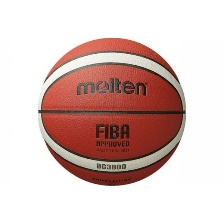 molten
FIBA
APPROVED
BG3800